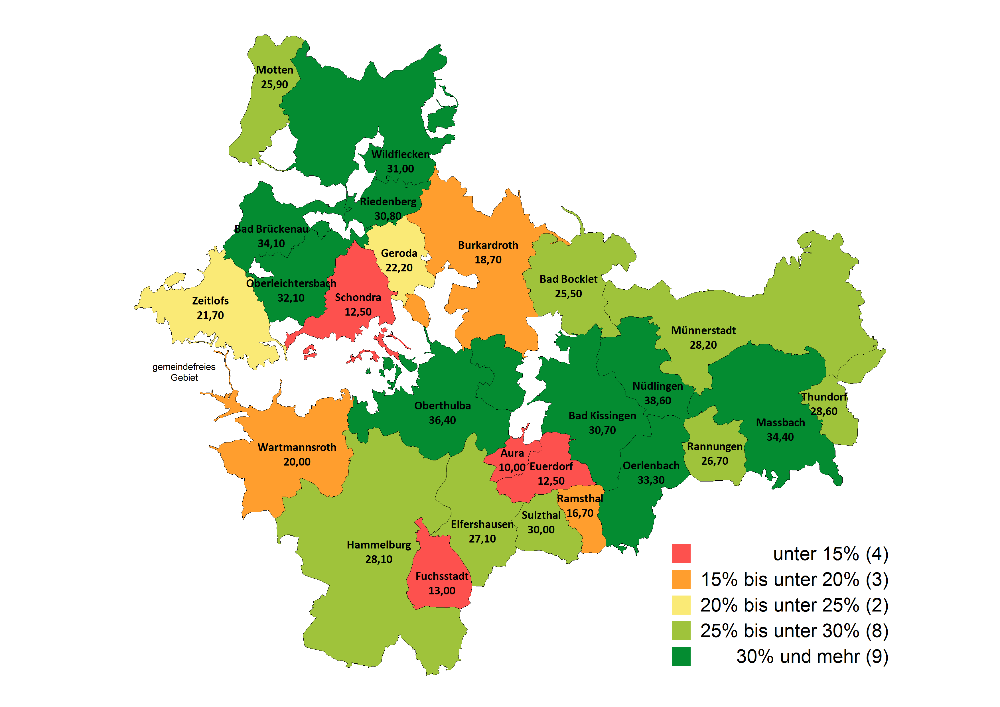 Motten
25,90
Wildflecken
31,00
Riedenberg
30,80
Bad Brückenau
34,10
Burkardroth
18,70
Geroda
22,20
Bad Bocklet
25,50
Oberleichtersbach
32,10
Zeitlofs
21,70
Schondra
12,50
Münnerstadt
28,20
gemeindefreies
Gebiet
Nüdlingen
38,60
Thundorf
28,60
Oberthulba
36,40
Bad Kissingen
30,70
Massbach
34,40
Wartmannsroth
20,00
Aura
10,00
Rannungen
26,70
Euerdorf
12,50
Oerlenbach
33,30
Ramsthal
16,70
Sulzthal
30,00
Elfershausen
27,10
Hammelburg
28,10
Fuchsstadt
13,00
unter 15% (4)
15% bis unter 20% (3)
20% bis unter 25% (2)
25% bis unter 30% (8)
30% und mehr (9)